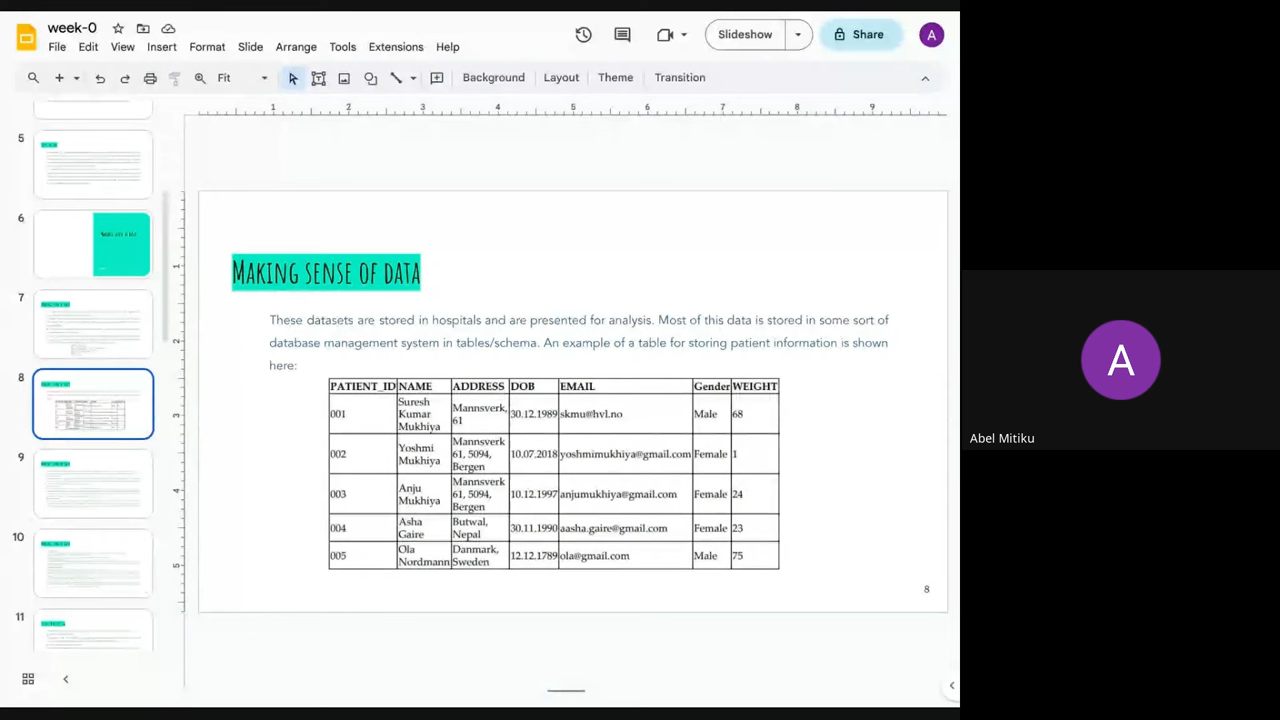 week-0
File Edit View Insert Format Slide Arrange Tools Extensions Help
Slideshow
Share
A
Fit
Background Layout Theme Transition
1 2 3 4 5 6 7 8 9
5
6
7
8
9
10
11
1
2
3
4
5
Making sense of data
These datasets are stored in hospitals and are presented for analysis. Most of this data is stored in some sort of
database management system in tables/schema. An example of a table for storing patient information is shown
here:
PATIENT_ID NAME ADDRESS DOB EMAIL Gender WEIGHT
001 Suresh Kumar Mukhiya Mannsverk, 61 30.12.1989 skmu@hvl.no Male 68
002 Yoshmi Mukhiya Mannsverk 61, 5094, Bergen 10.07.2018 yoshmimukhiya@gmail.com Female 1
003 Anju Mukhiya Mannsverk 61, 5094, Bergen 10.12.1997 anjumukhiya@gmail.com Female 24
004 Asha Gaire Butwal, Nepal 30.11.1990 aasha.gaire@gmail.com Female 23
005 Ola Nordmann Danmark, Sweden 12.12.1789 ola@gmail.com Male 75
8
A
Abel Mitiku